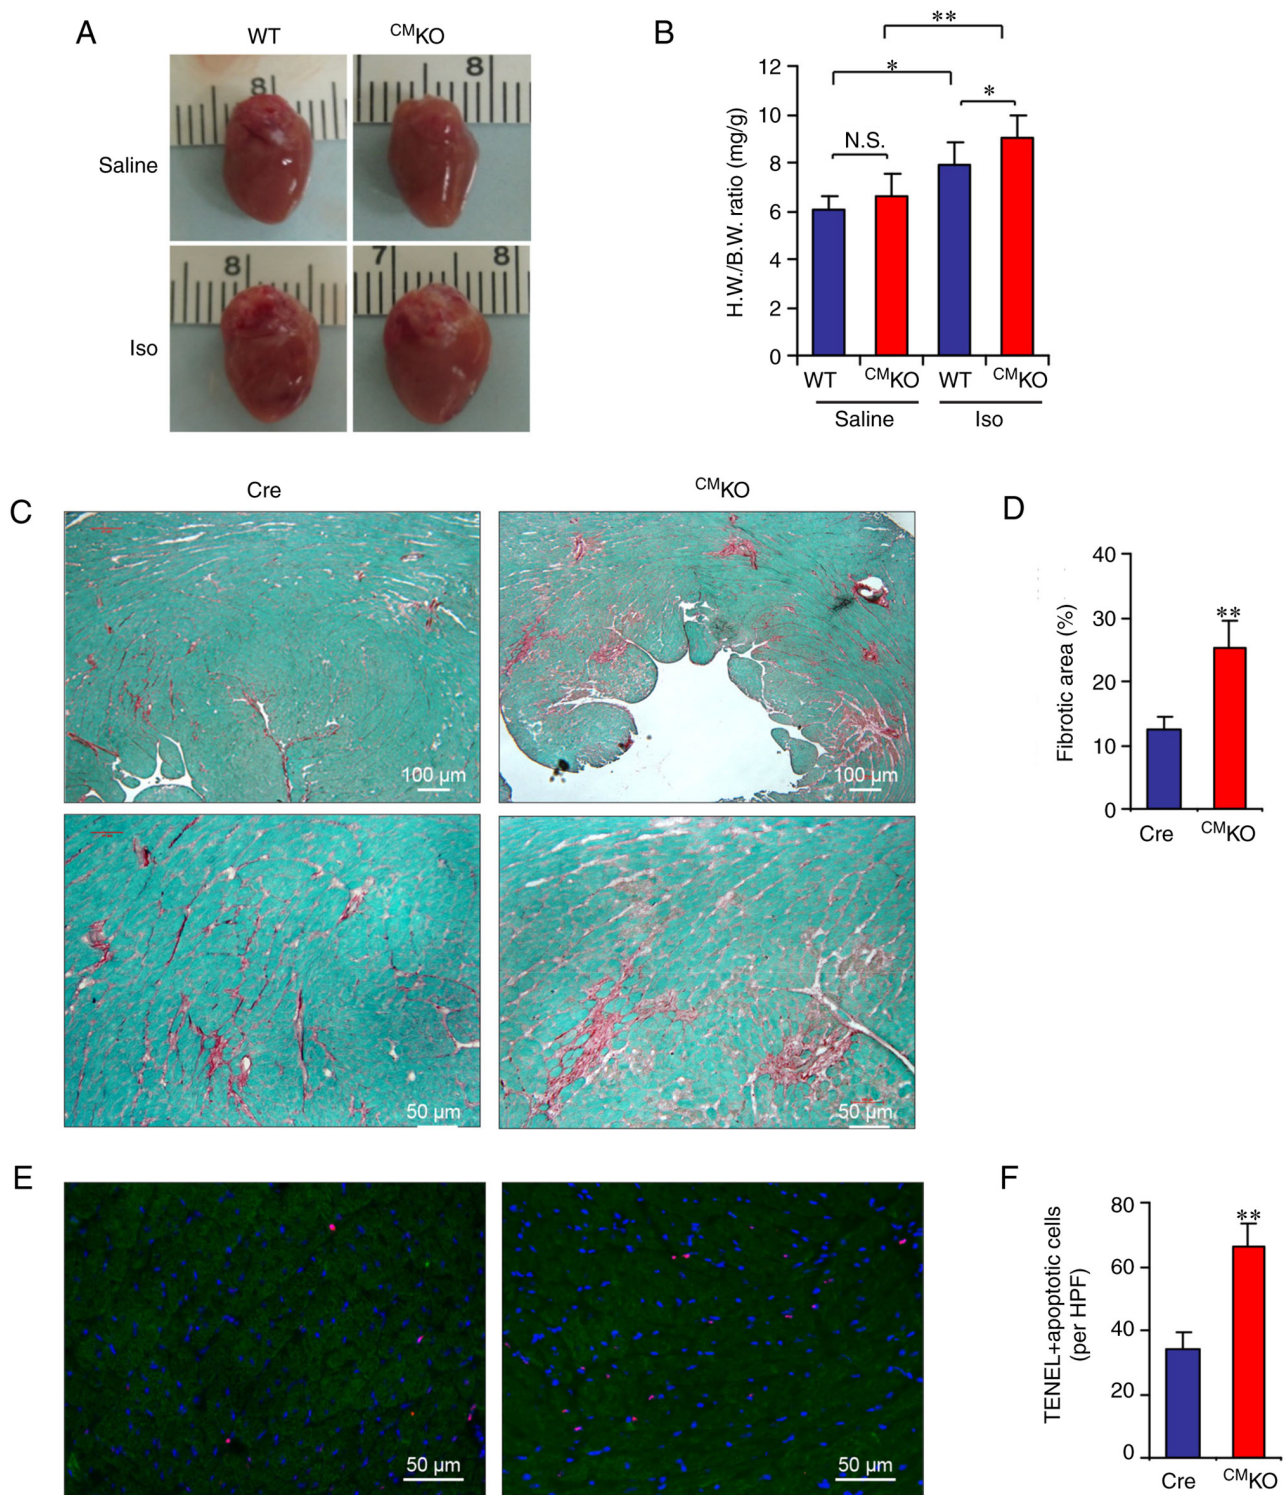 A
WT
CMKO
Saline
8
8
Iso
8
7 8
B
**
*
*
N.S.
H.W./B.W. ratio (mg/g)
12
10
8
6
4
2
0
WT
CMKO
WT
CMKO
Saline
Iso
C
Cre
CMKO
100 µm
100 µm
50 µm
50 µm
D
Fibrotic area (%)
40
30
20
10
0
**
Cre
CMKO
E
50 µm
50 µm
F
TENEL+apoptotic cells
(per HPF)
80
60
40
20
0
**
Cre
CMKO